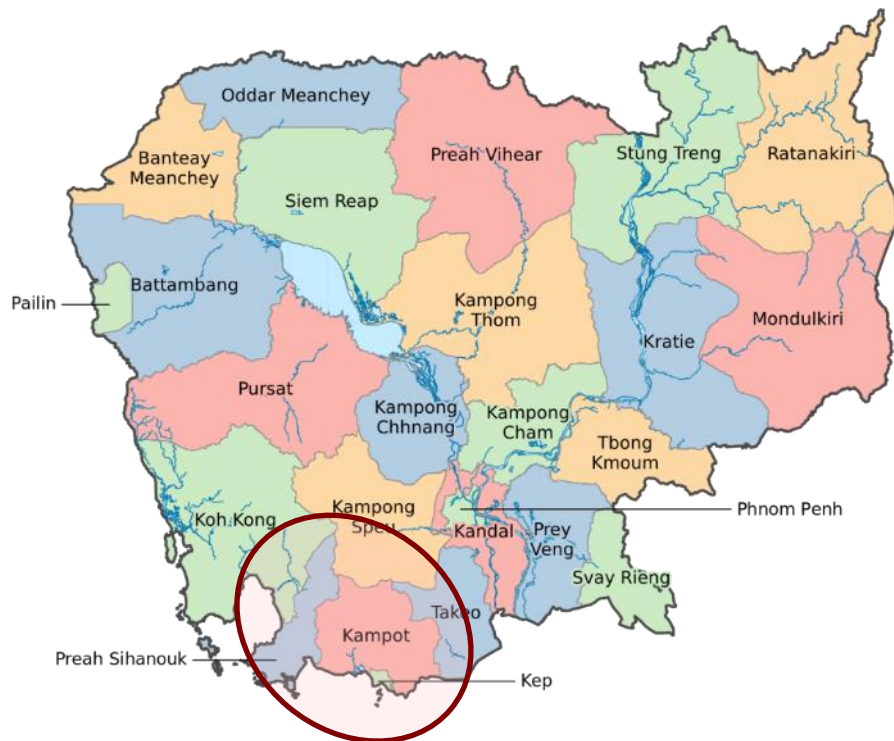 Oddar Meanchey
Banteay
Meanchey
Preah Vihear
Stung Treng
Ratanakiri
Siem Reap
Battambang
Pailin
Kampong
Thom
Mondulkiri
Kratie
Pursat
Kampong
Chhnang
Kampong
Cham
Tbong
Kmoum
Koh Kong
Kampong
Speu
Phnom Penh
Kandal
Prey
Veng
Svay Rieng
Takeo
Kampot
Preah Sihanouk
Kep